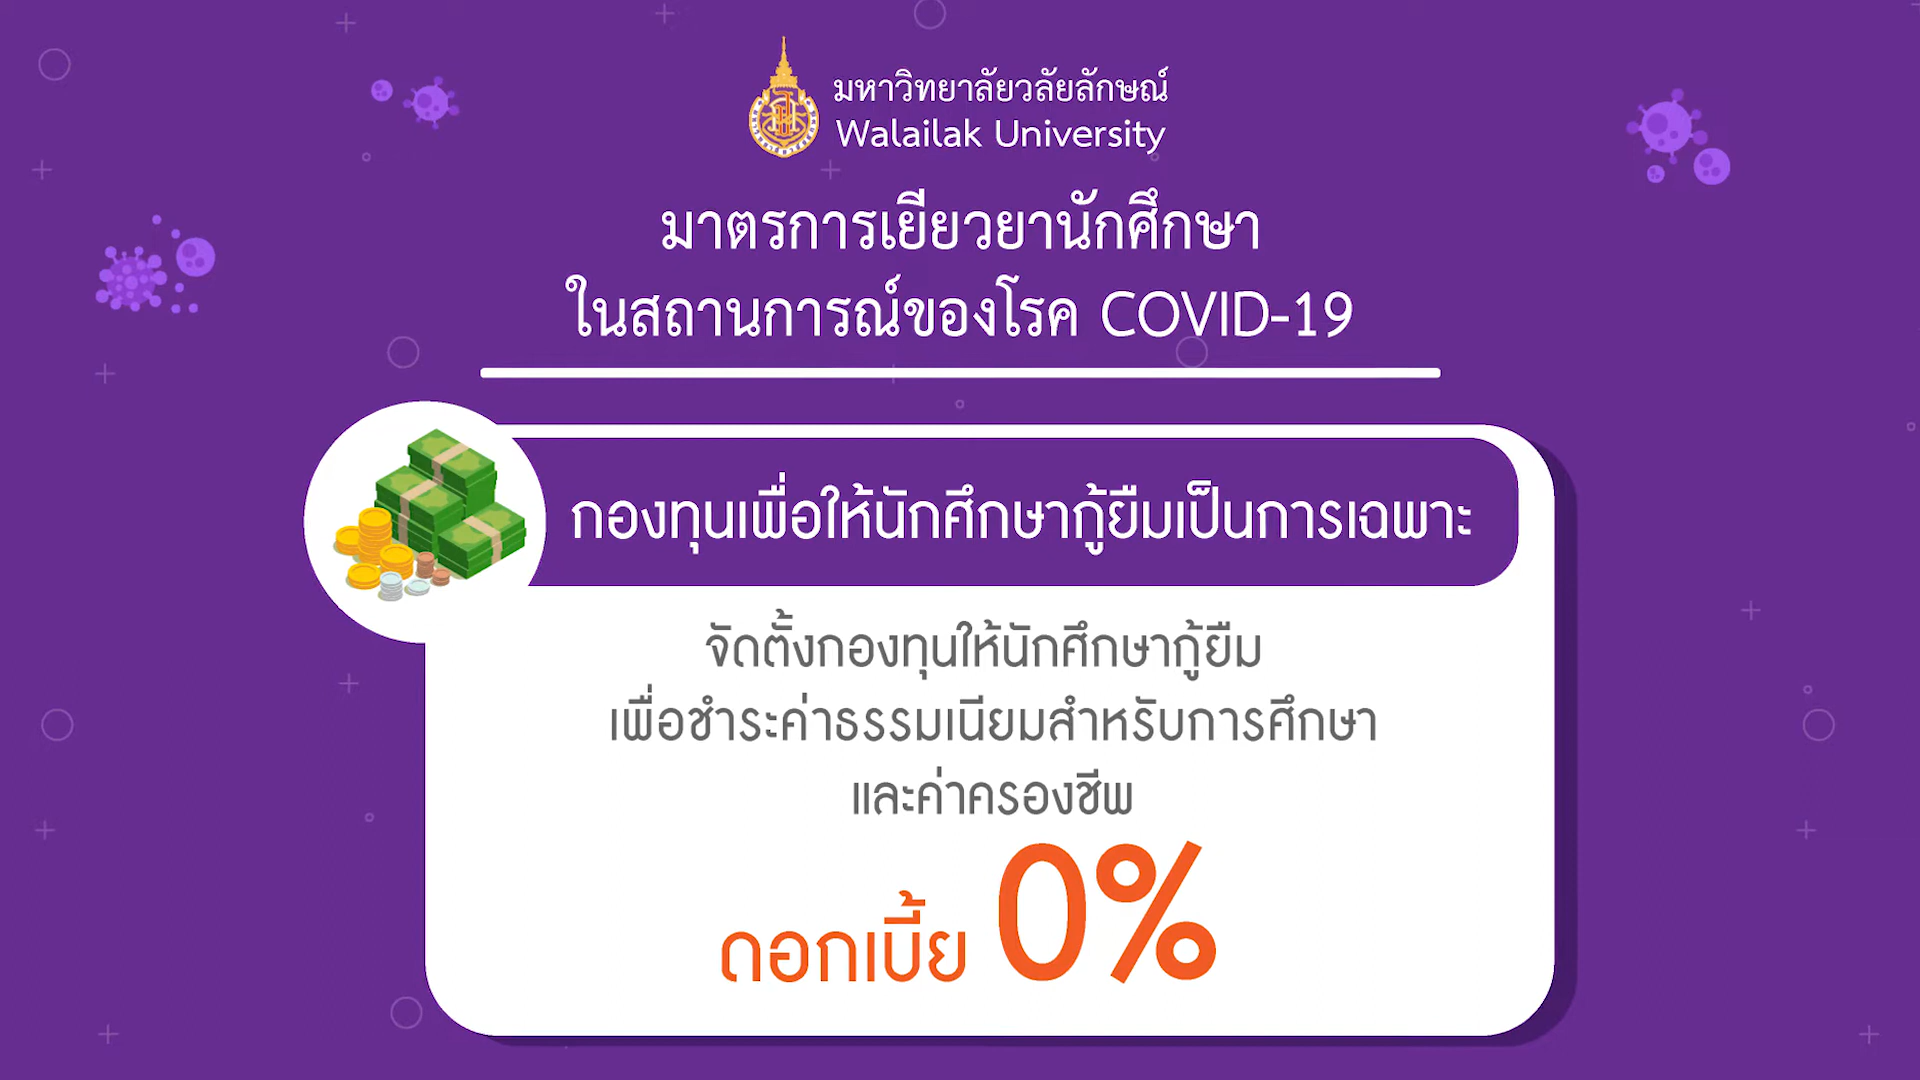 มหาวิทยาลัยวลัยลักษณ์
Walailak University
มาตรการเยียวยานักศึกษา
ในสถานการณ์ของโรค COVID-19
กองทุนเพื่อให้นักศึกษากู้ยืมเป็นการเฉพาะ
จัดตั้งกองทุนให้นักศึกษากู้ยืม
เพื่อชำระค่าธรรมเนียมสำหรับการศึกษา
และค่าครองชีพ
ดอกเบี้ย 0%